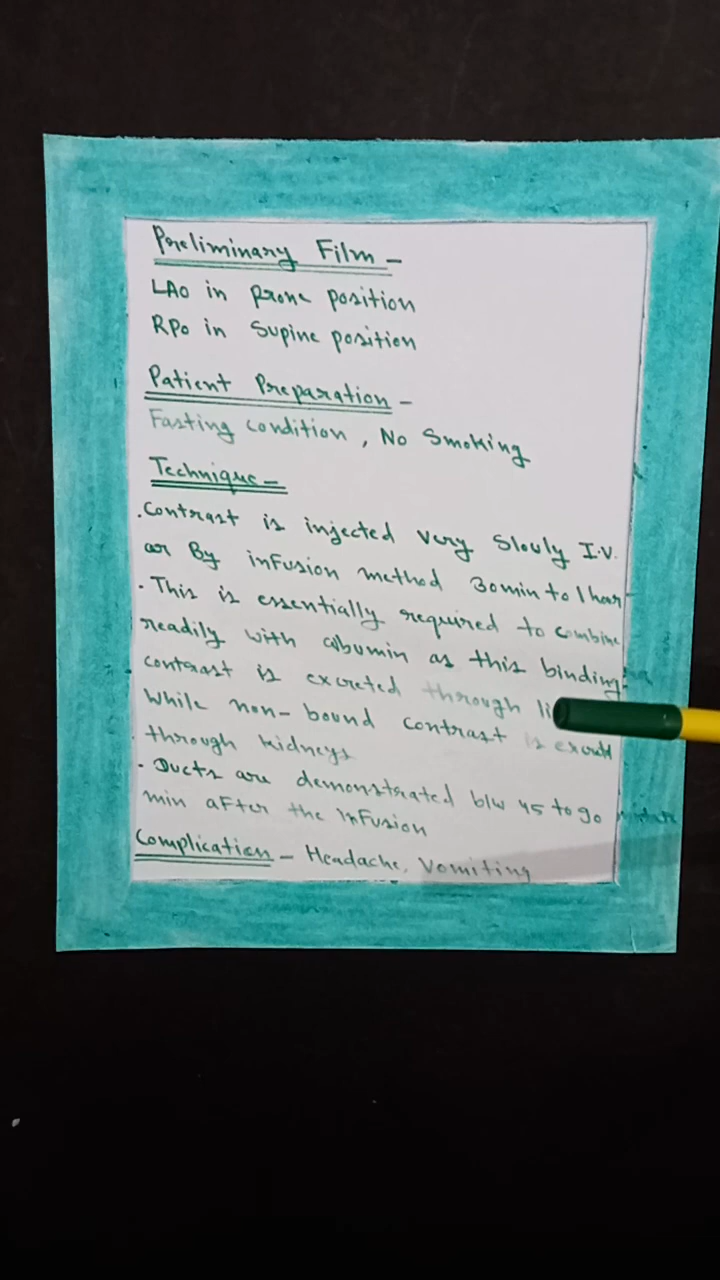 Preliminary Film -
LAO in Prone position
RPO in Supine position
Patient Preparation -
Fasting condition, No Smoking
Technique -
. Contrast is injected very Slowly I.V.
or By inFusion method 30min to 1 hour
. This is essentially required to combine
readily with albumin as this binding
contrast is excreted through
While non-bound contrast is
through kidneys
. Ducts are demonstrated b/w 45 to 90
min aFter the InFusion
Complication - Headache, Vomiting